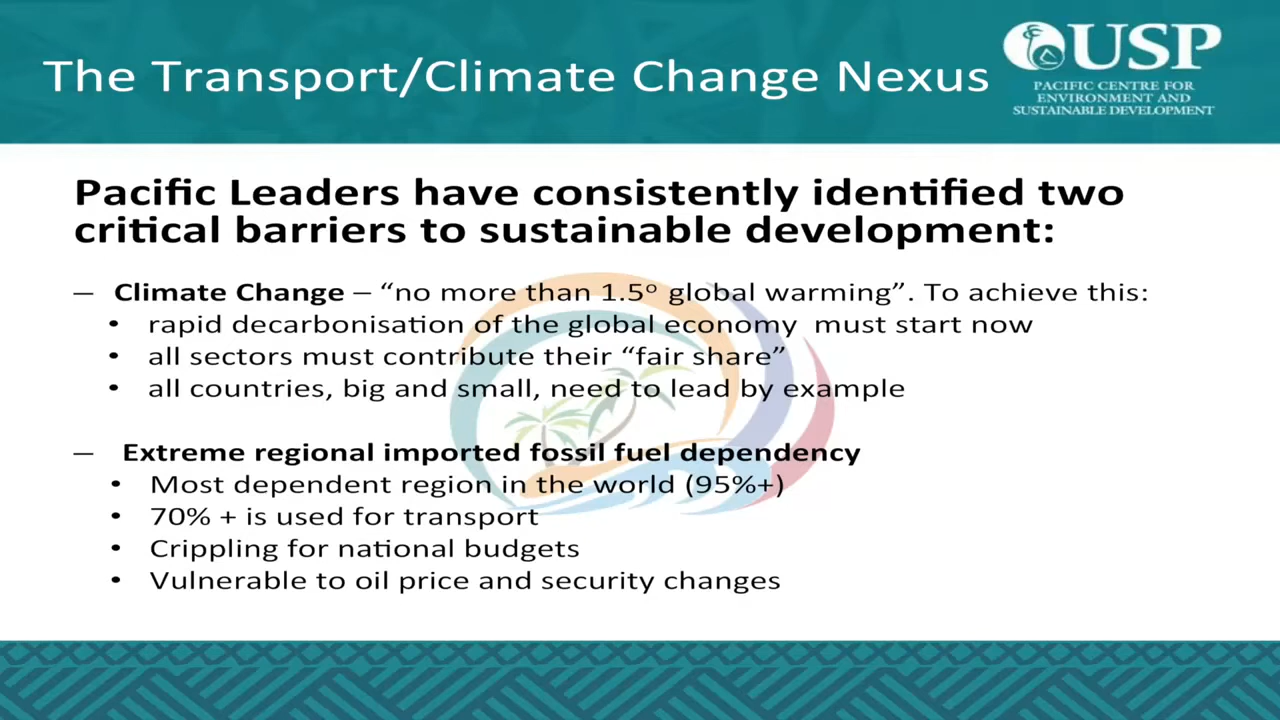 The Transport/Climate Change Nexus
USP
PACIFIC CENTRE FOR
ENVIRONMENT AND
SUSTAINABLE DEVELOPMENT
Pacific Leaders have consistently identified two
critical barriers to sustainable development:
– Climate Change – “no more than 1.5° global warming”. To achieve this:
• rapid decarbonisation of the global economy must start now
• all sectors must contribute their “fair share”
• all countries, big and small, need to lead by example
– Extreme regional imported fossil fuel dependency
• Most dependent region in the world (95%+)
• 70% + is used for transport
• Crippling for national budgets
• Vulnerable to oil price and security changes